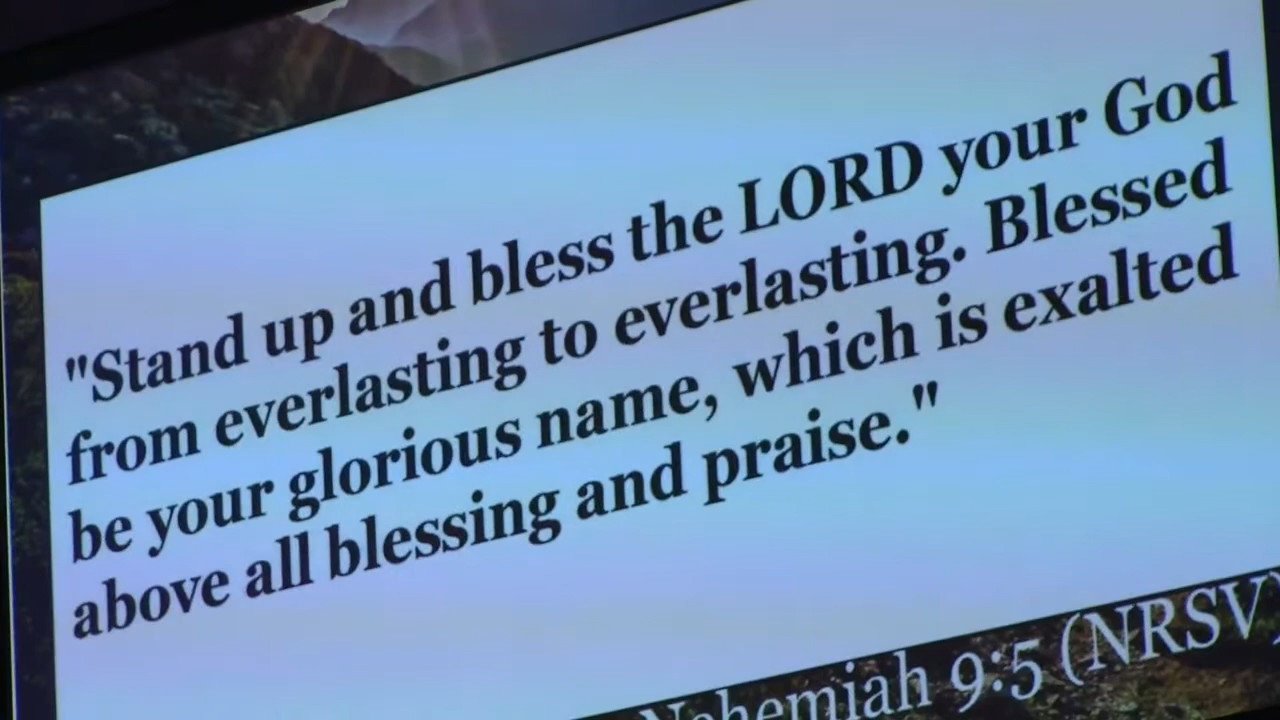 "Stand up and bless the LORD your God
from everlasting to everlasting. Blessed
be your glorious name, which is exalted
above all blessing and praise."
Nehemiah 9:5 (NRSV)